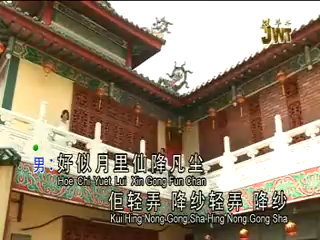 JWT
男:好似月里仙降凡尘
Hoe Chi Yuet Lui Xin Gong Fun Chan
佢轻弄 降纱轻弄 降纱
Kui Hing Nong Gong Sha Hing Nong Gong Sha